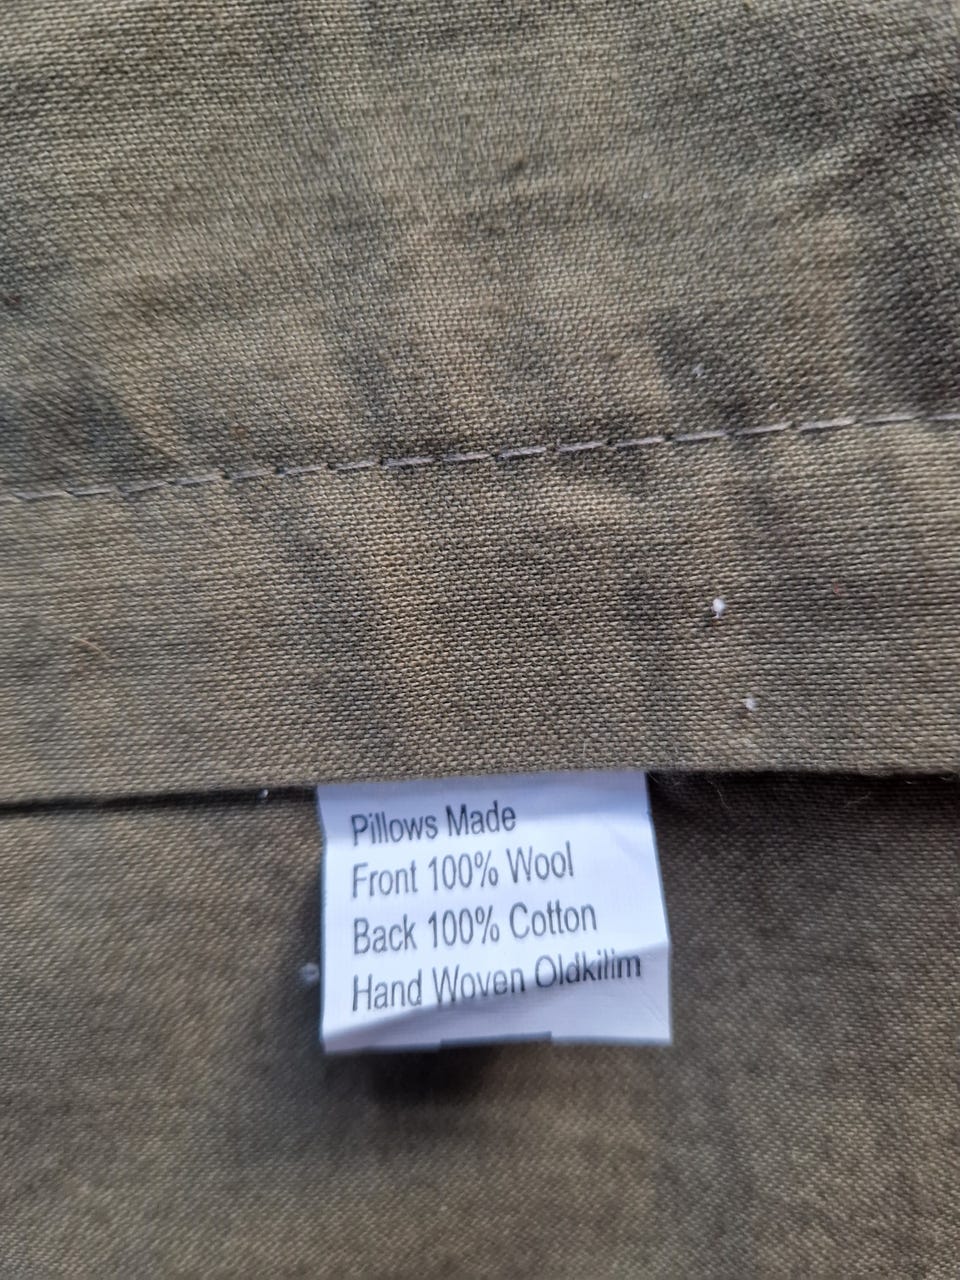 Pillows Made
Front 100% Wool
Back 100% Cotton
Hand Woven Oldkilim